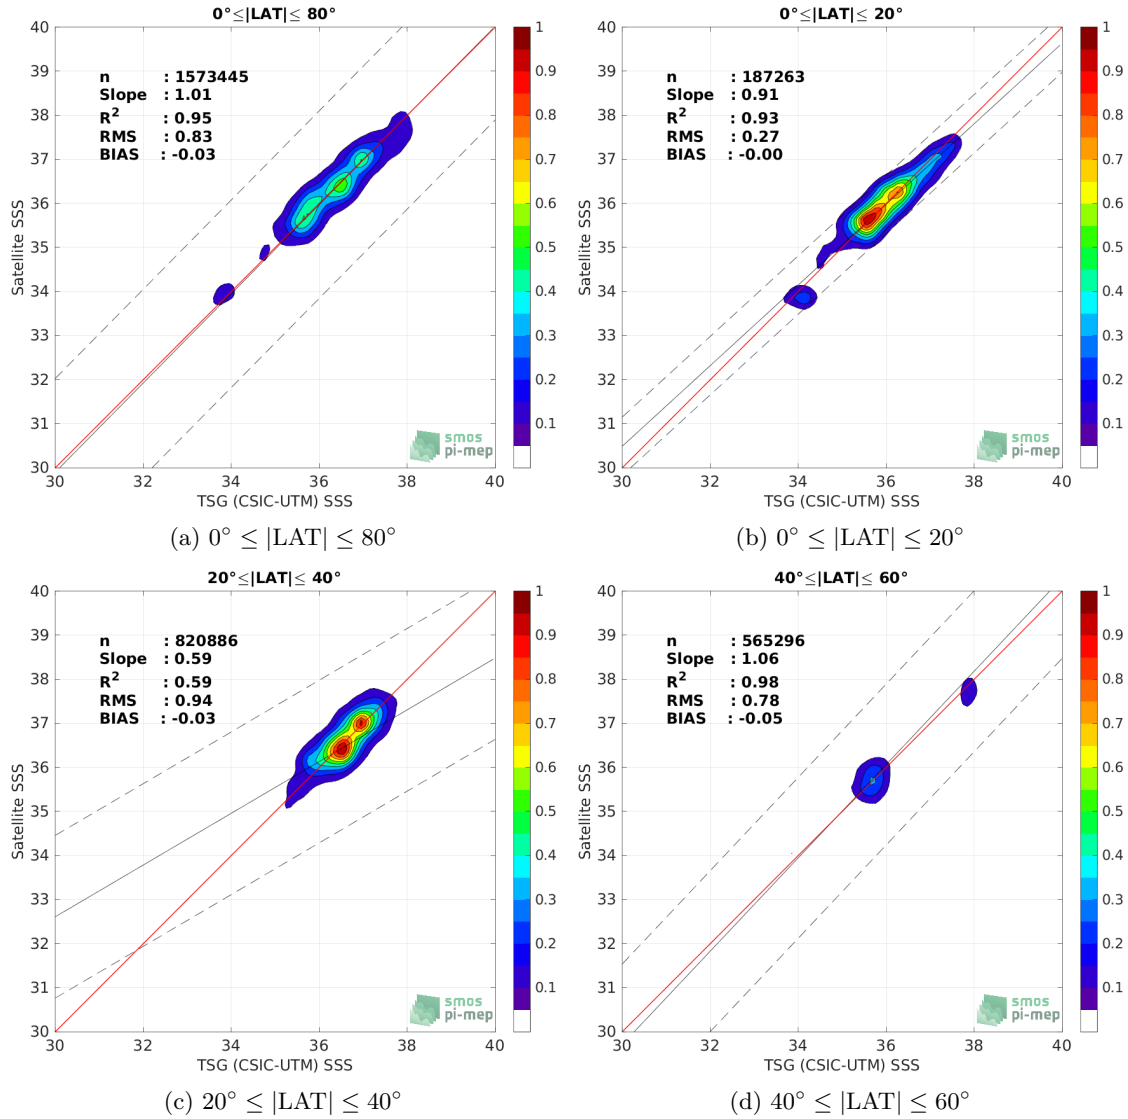 0°≤|LAT|≤ 80°
n : 1573445
Slope : 1.01
R² : 0.95
RMS : 0.83
BIAS : -0.03
40
39
38
37
36
35
34
33
32
31
30
Satellite SSS
30 32 34 36 38 40
TSG (CSIC-UTM) SSS
1
0.9
0.8
0.7
0.6
0.5
0.4
0.3
0.2
0.1
smos
pi-mep
(a) 0° ≤ |LAT| ≤ 80°
0°≤|LAT|≤ 20°
n : 187263
Slope : 0.91
R² : 0.93
RMS : 0.27
BIAS : -0.00
40
39
38
37
36
35
34
33
32
31
30
Satellite SSS
30 32 34 36 38 40
TSG (CSIC-UTM) SSS
1
0.9
0.8
0.7
0.6
0.5
0.4
0.3
0.2
0.1
smos
pi-mep
(b) 0° ≤ |LAT| ≤ 20°
20°≤|LAT|≤ 40°
n : 820886
Slope : 0.59
R² : 0.59
RMS : 0.94
BIAS : -0.03
40
39
38
37
36
35
34
33
32
31
30
Satellite SSS
30 32 34 36 38 40
TSG (CSIC-UTM) SSS
1
0.9
0.8
0.7
0.6
0.5
0.4
0.3
0.2
0.1
smos
pi-mep
(c) 20° ≤ |LAT| ≤ 40°
40°≤|LAT|≤ 60°
n : 565296
Slope : 1.06
R² : 0.98
RMS : 0.78
BIAS : -0.05
40
39
38
37
36
35
34
33
32
31
30
Satellite SSS
30 32 34 36 38 40
TSG (CSIC-UTM) SSS
1
0.9
0.8
0.7
0.6
0.5
0.4
0.3
0.2
0.1
smos
pi-mep
(d) 40° ≤ |LAT| ≤ 60°